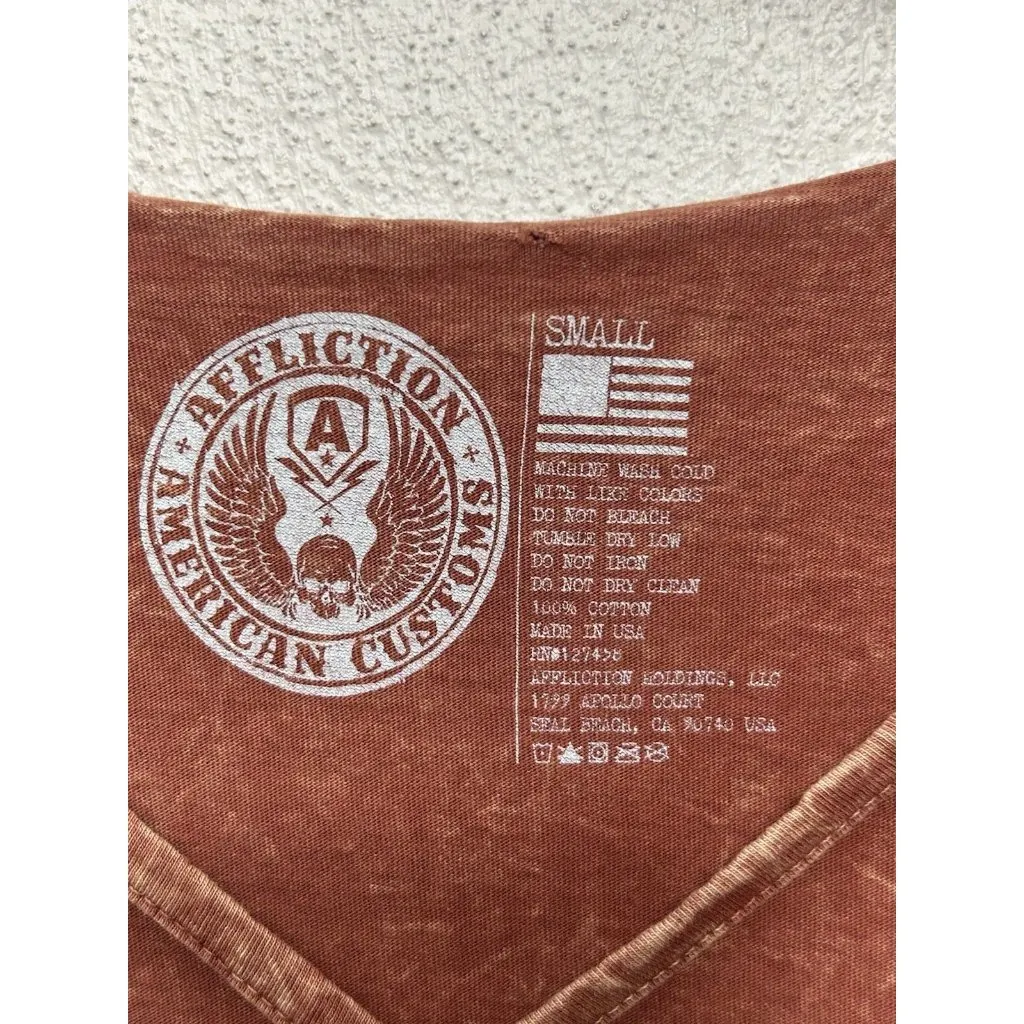 AFFLICTION
A
AMERICAN CUSTOMS
SMALL
MACHINE WASH COLD
WITH LIKE COLORS
DO NOT BLEACH
TUMBLE DRY LOW
DO NOT IRON
DO NOT DRY CLEAN
100% COTTON
MADE IN USA
RN#127458
AFFLICTION HOLDINGS, LLC
1799 APOLLO COURT
SEAL BEACH, CA 90740 USA